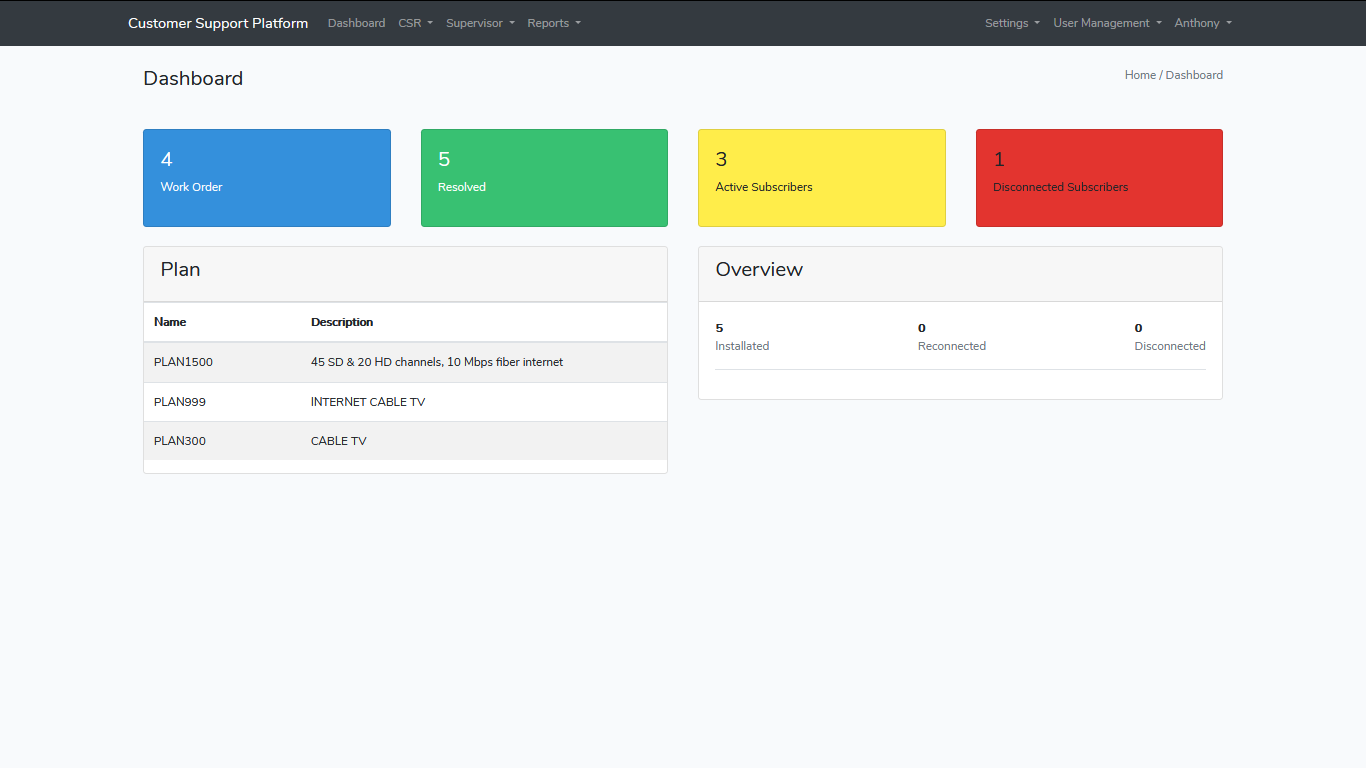 Customer Support Platform Dashboard CSR Supervisor Reports Settings User Management Anthony
Dashboard
Home / Dashboard
4
Work Order
5
Resolved
3
Active Subscribers
1
Disconnected Subscribers
Plan
Name Description
PLAN1500 45 SD & 20 HD channels, 10 Mbps fiber internet
PLAN999 INTERNET CABLE TV
PLAN300 CABLE TV
Overview
5 0 0
Installated Reconnected Disconnected